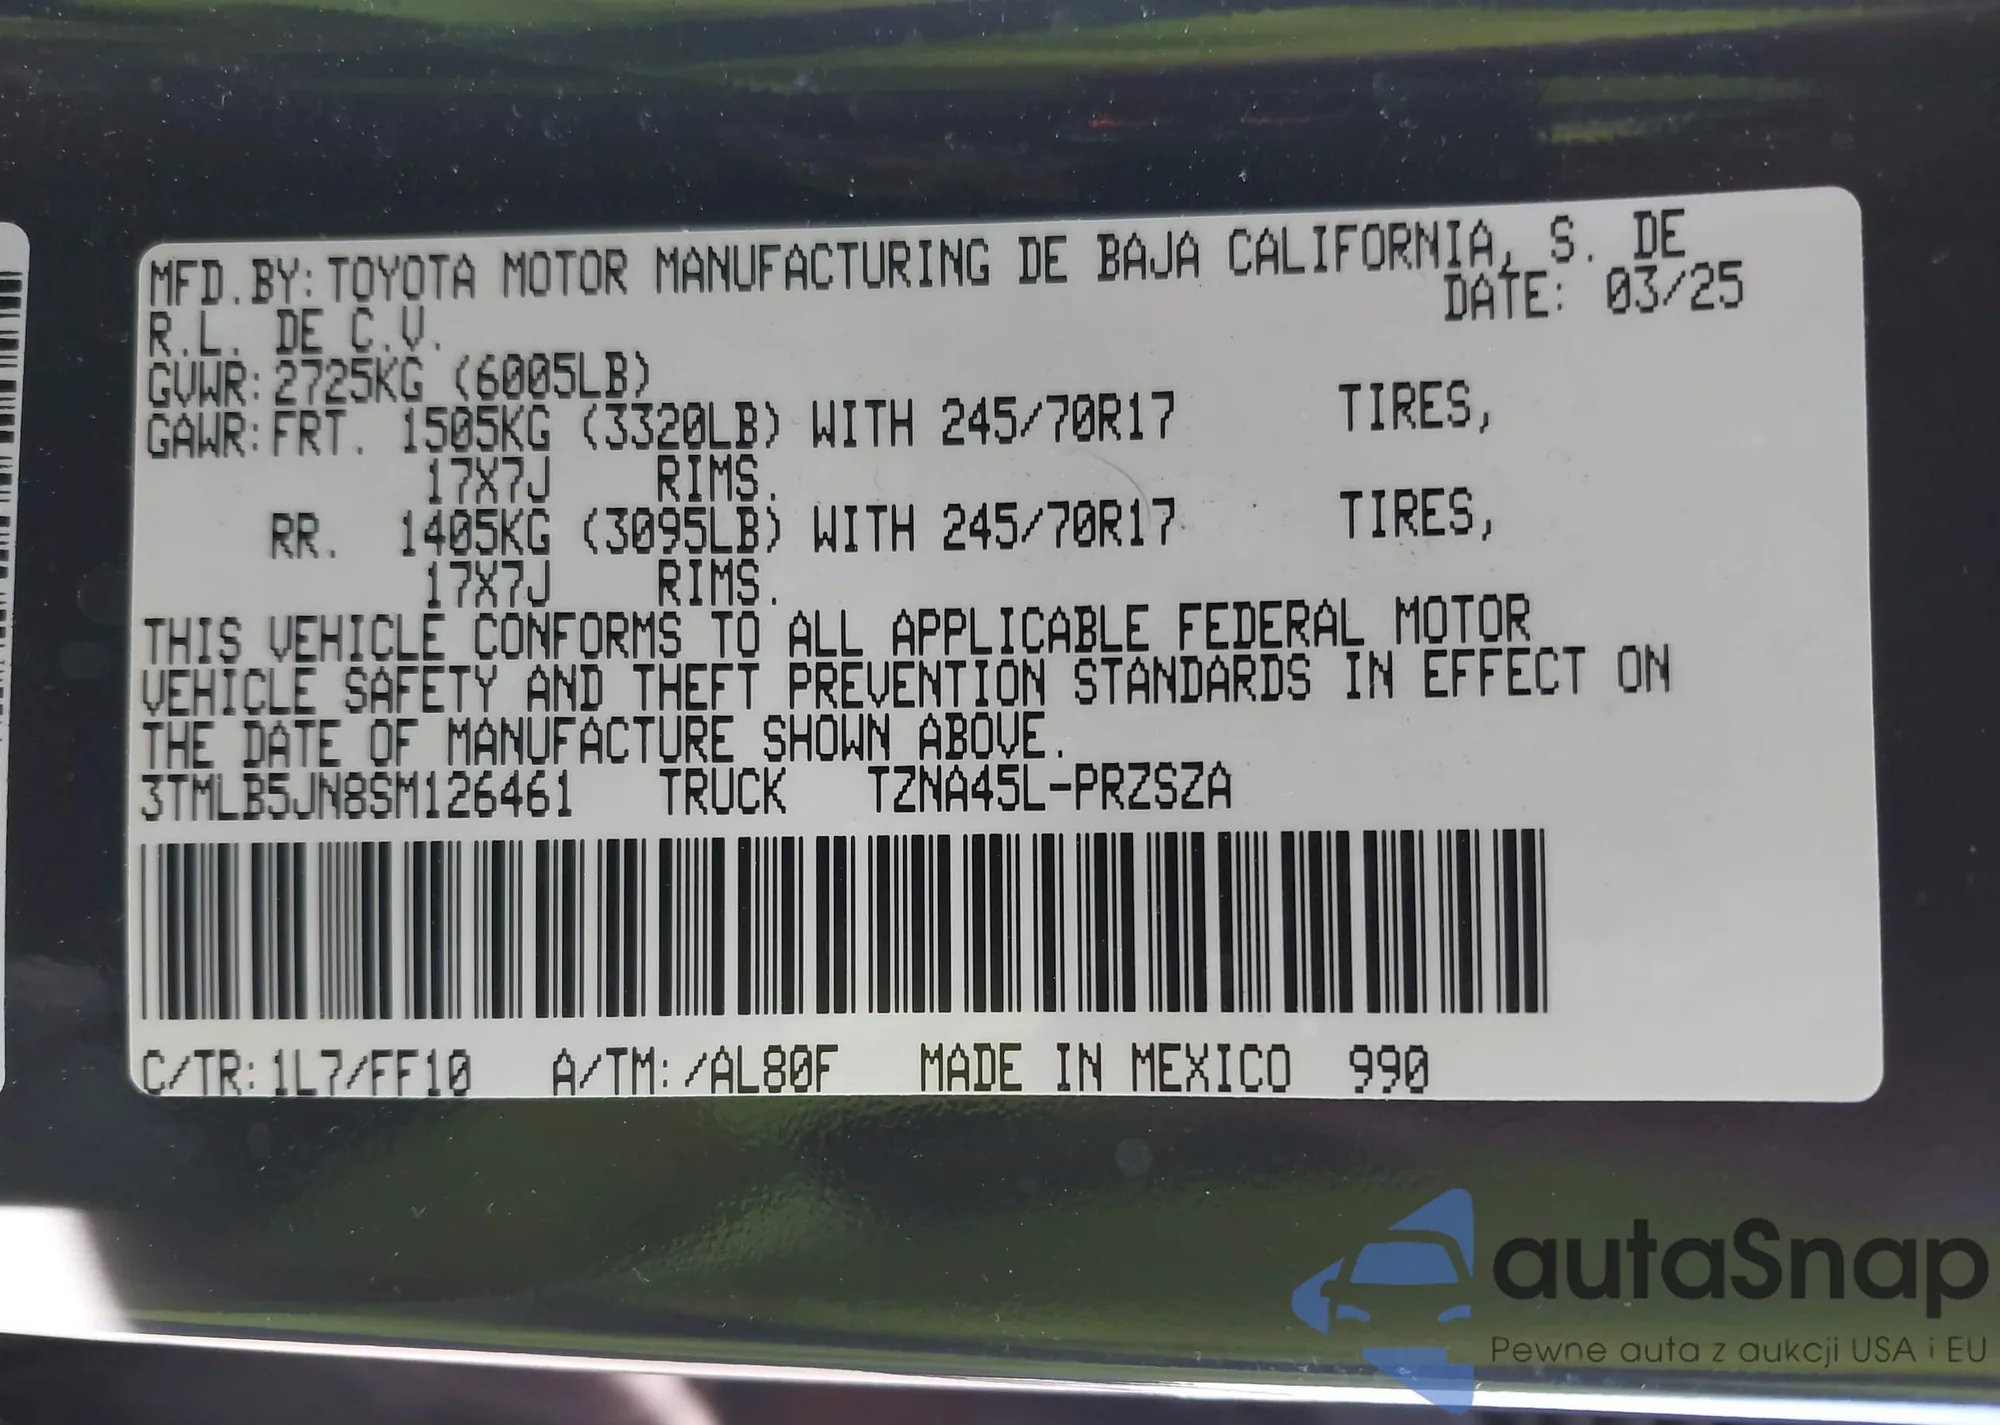 MFD.BY:TOYOTA MOTOR MANUFACTURING DE BAJA CALIFORNIA, S. DE
R.L. DE C.V.
DATE: 03/25
GVWR:2725KG (6005LB)
GAWR:FRT. 1505KG (3320LB) WITH 245/70R17 TIRES,
17X7J RIMS.
RR. 1405KG (3095LB) WITH 245/70R17 TIRES,
17X7J RIMS.
THIS VEHICLE CONFORMS TO ALL APPLICABLE FEDERAL MOTOR
VEHICLE SAFETY AND THEFT PREVENTION STANDARDS IN EFFECT ON
THE DATE OF MANUFACTURE SHOWN ABOVE.
3TMLB5JN8SM126461 TRUCK TZNA45L-PRZSZA
C/TR:1L7/FF10 A/TM:/AL80F MADE IN MEXICO 990
autaSnap
Pewne auta z aukcji USA i EU